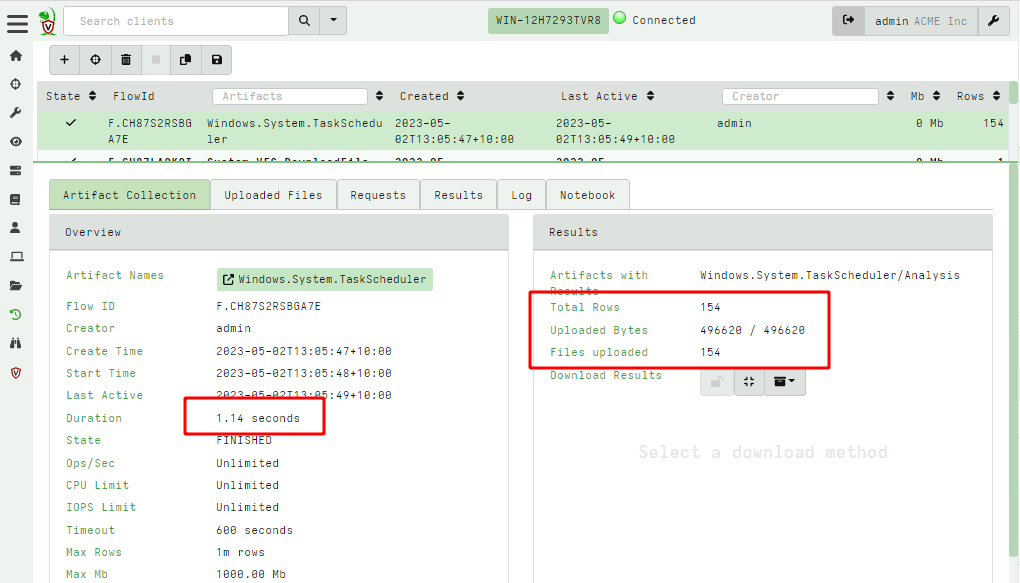 Search clients
WIN-12H7293TVR8 Connected
admin ACME Inc
State FlowId Artifacts Created Last Active Creator Mb Rows
F.CH87S2RSBG Windows.System.TaskSchedu 2023-05- 2023-05- admin 0 Mb 154
A7E ler 02T13:05:47+10:00 02T13:05:49+10:00
System.VFS.DownloadFile 2023-05- 2023-05- 0 Mb 1
Artifact Collection Uploaded Files Requests Results Log Notebook
Overview
Artifact Names Windows.System.TaskScheduler
Flow ID F.CH87S2RSBGA7E
Creator admin
Create Time 2023-05-02T13:05:47+10:00
Start Time 2023-05-02T13:05:48+10:00
Last Active 2023-05-02T13:05:49+10:00
Duration 1.14 seconds
State FINISHED
Ops/Sec Unlimited
CPU Limit Unlimited
IOPS Limit Unlimited
Timeout 600 seconds
Max Rows 1m rows
Max Mb 1000.00 Mb
Results
Artifacts with Windows.System.TaskScheduler/Analysis
Results
Total Rows 154
Uploaded Bytes 496620 / 496620
Files uploaded 154
Download Results
Select a download method